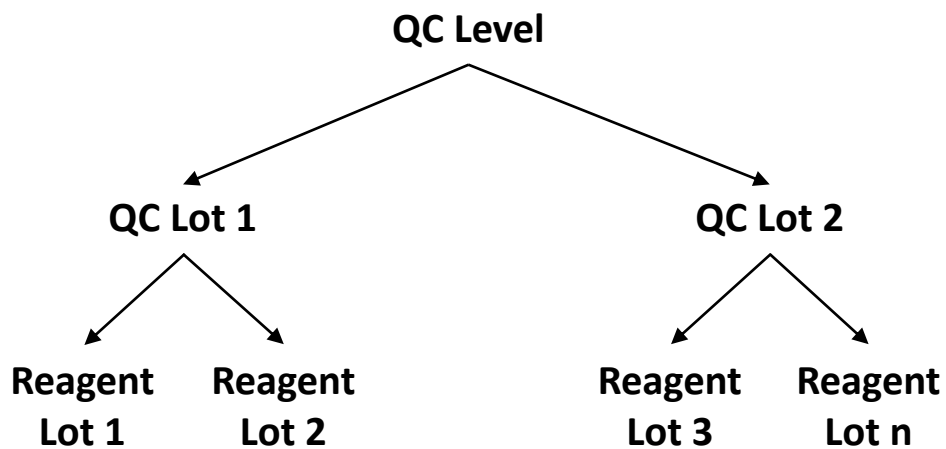 QC Level
QC Lot 1
QC Lot 2
Reagent
Lot 1
Reagent
Lot 2
Reagent
Lot 3
Reagent
Lot n